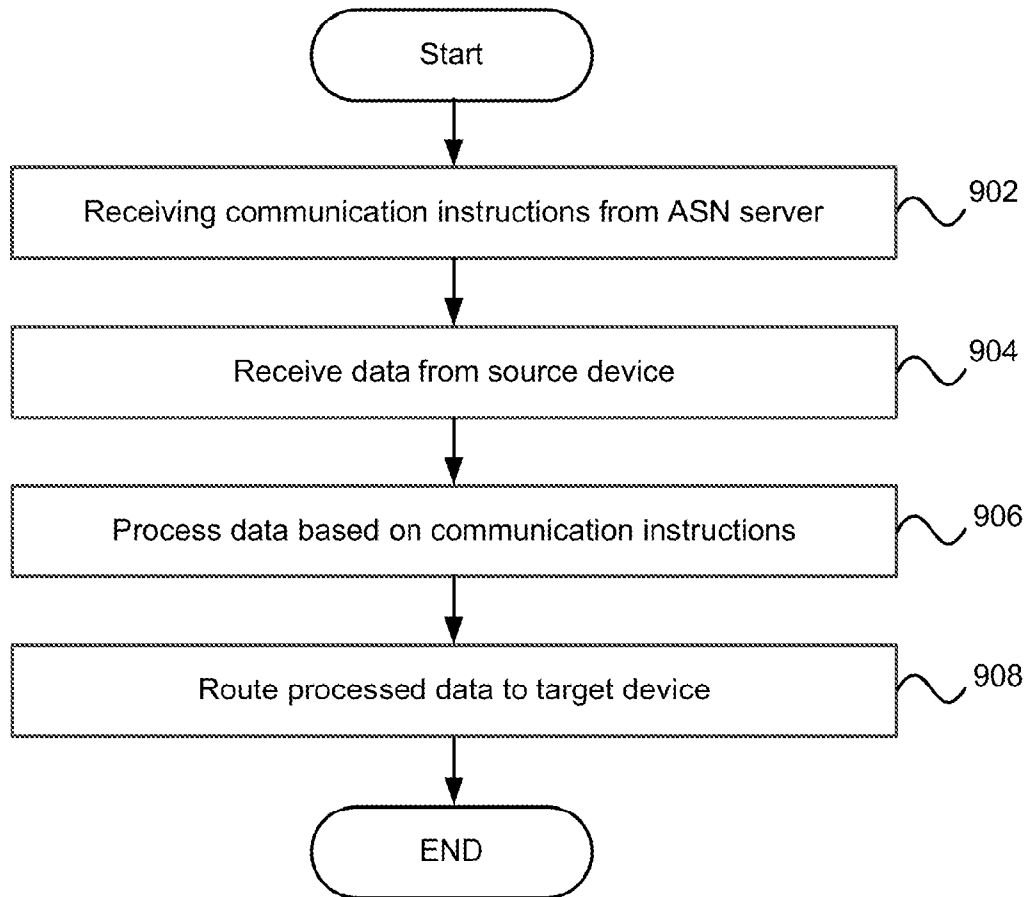 Start
Receiving communication instructions from ASN server
902
Receive data from source device
904
Process data based on communication instructions
906
Route processed data to target device
908
END